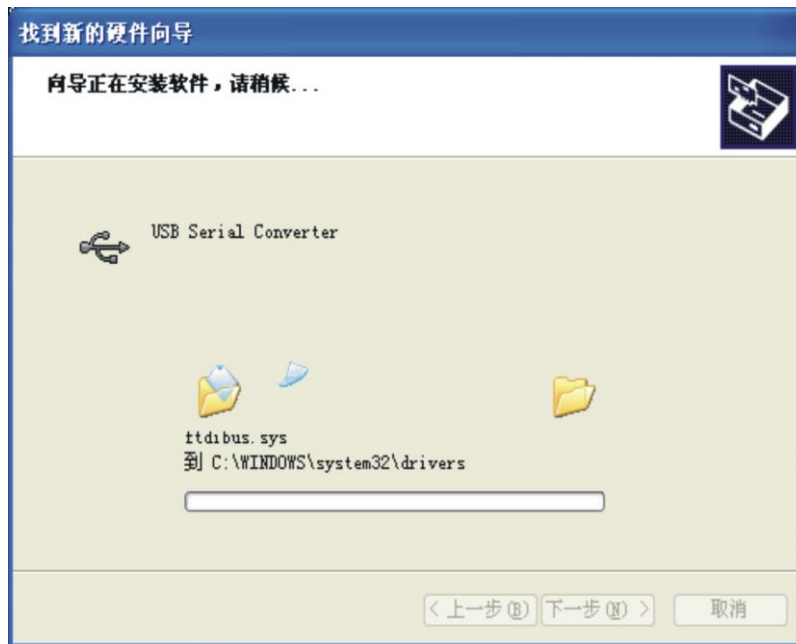 找到新的硬件向导
向导正在安装软件，请稍候...
USB Serial Converter
ftdibus.sys
到 C:\WINDOWS\system32\drivers
< 上一步(B) 下一步(N) > 取消